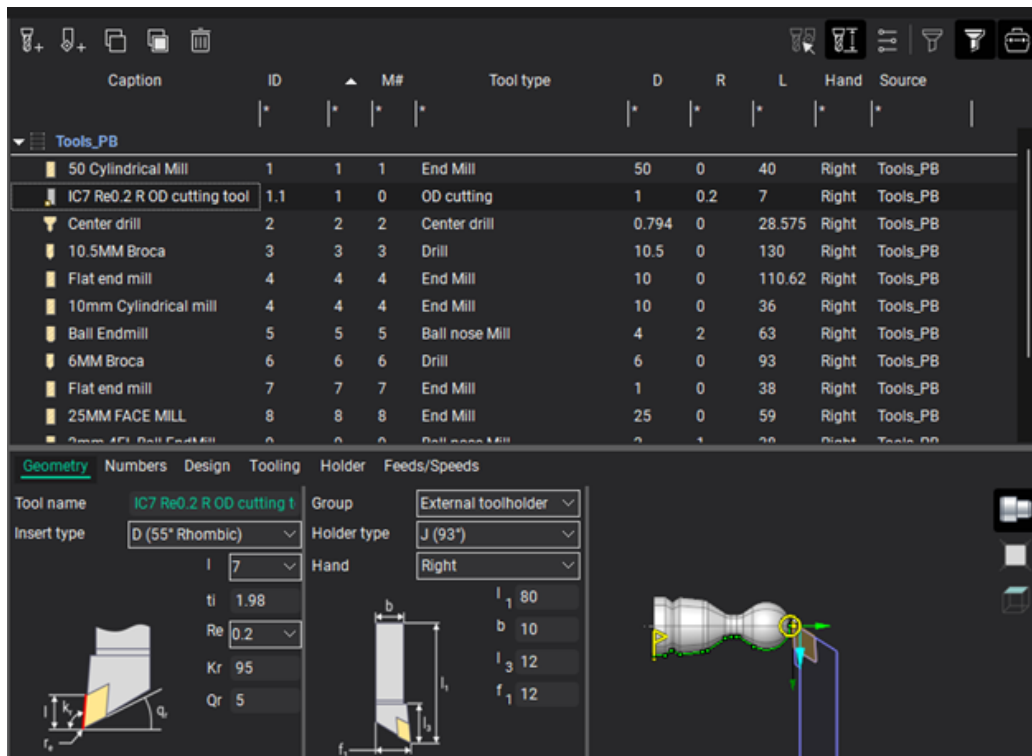 Caption ID M# Tool type D R L Hand Source
* * * * * * * * *
Tools_PB
50 Cylindrical Mill 1 1 1 End Mill 50 0 40 Right Tools_PB
IC7 Re0.2 R OD cutting tool 1.1 1 0 OD cutting 1 0.2 7 Right Tools_PB
Center drill 2 2 2 Center drill 0.794 0 28.575 Right Tools_PB
10.5MM Broca 3 3 3 Drill 10.5 0 130 Right Tools_PB
Flat end mill 4 4 4 End Mill 10 0 110.62 Right Tools_PB
10mm Cylindrical mill 4 4 4 End Mill 10 0 36 Right Tools_PB
Ball Endmill 5 5 5 Ball nose Mill 4 2 63 Right Tools_PB
6MM Broca 6 6 6 Drill 6 0 93 Right Tools_PB
Flat end mill 7 7 7 End Mill 1 0 38 Right Tools_PB
25MM FACE MILL 8 8 8 End Mill 25 0 59 Right Tools_PB
Geometry Numbers Design Tooling Holder Feeds/Speeds
Tool name IC7 Re0.2 R OD cutting t Group External toolholder
Insert type D (55° Rhombic) Holder type J (93°)
l 7 Hand Right
ti 1.98 l1 80
Re 0.2 b 10
Kr 95 l3 12
Qr 5 f1 12
l kr qr re
b l1 l3 f